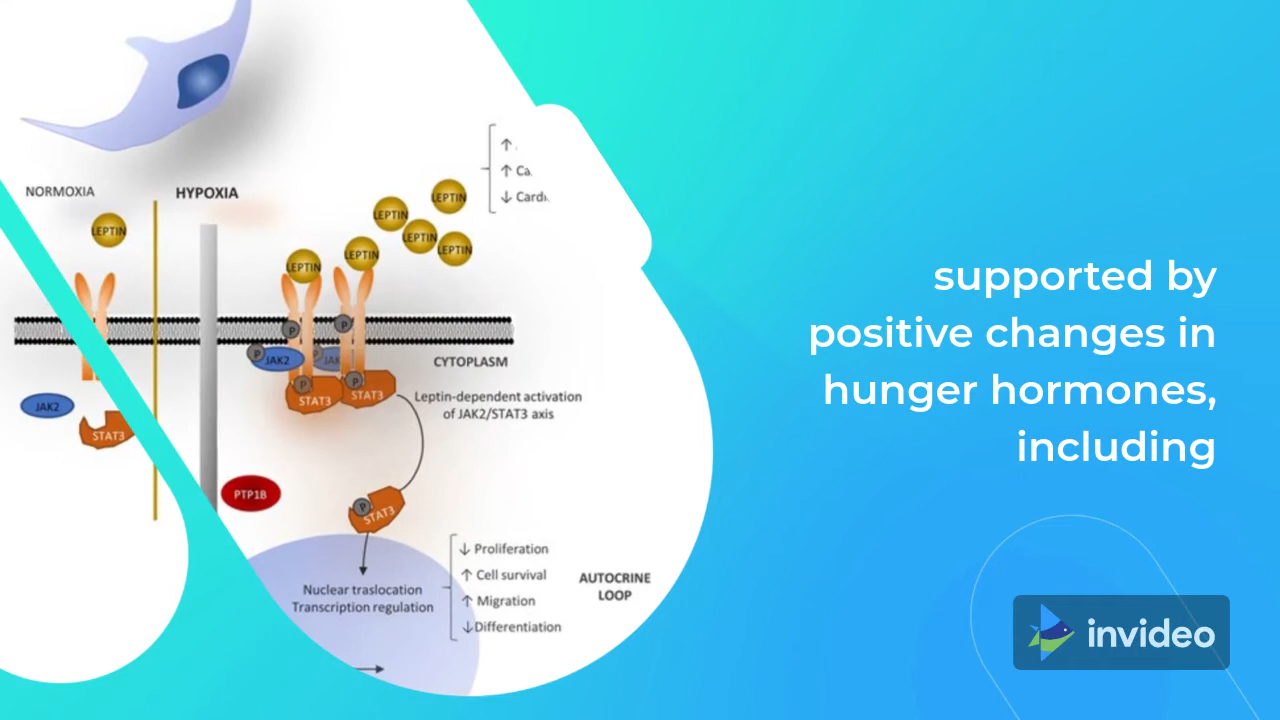 NORMOXIA
HYPOXIA
LEPTIN
LEPTIN
LEPTIN
LEPTIN
LEPTIN
LEPTIN
LEPTIN
↑
↑ Ca
↓
P
P
P
JAK2
P
CYTOPLASM
P
P
STAT3
STAT3
JAK2
STAT3
Leptin-dependent activation
of JAK2/STAT3 axis
PTP1B
P
STAT3
Nuclear traslocation
Transcription regulation
↓ Proliferation
↑ Cell survival
↑ Migration
↓ Differentiation
AUTOCRINE
LOOP
supported by
positive changes in
hunger hormones,
including
invideo